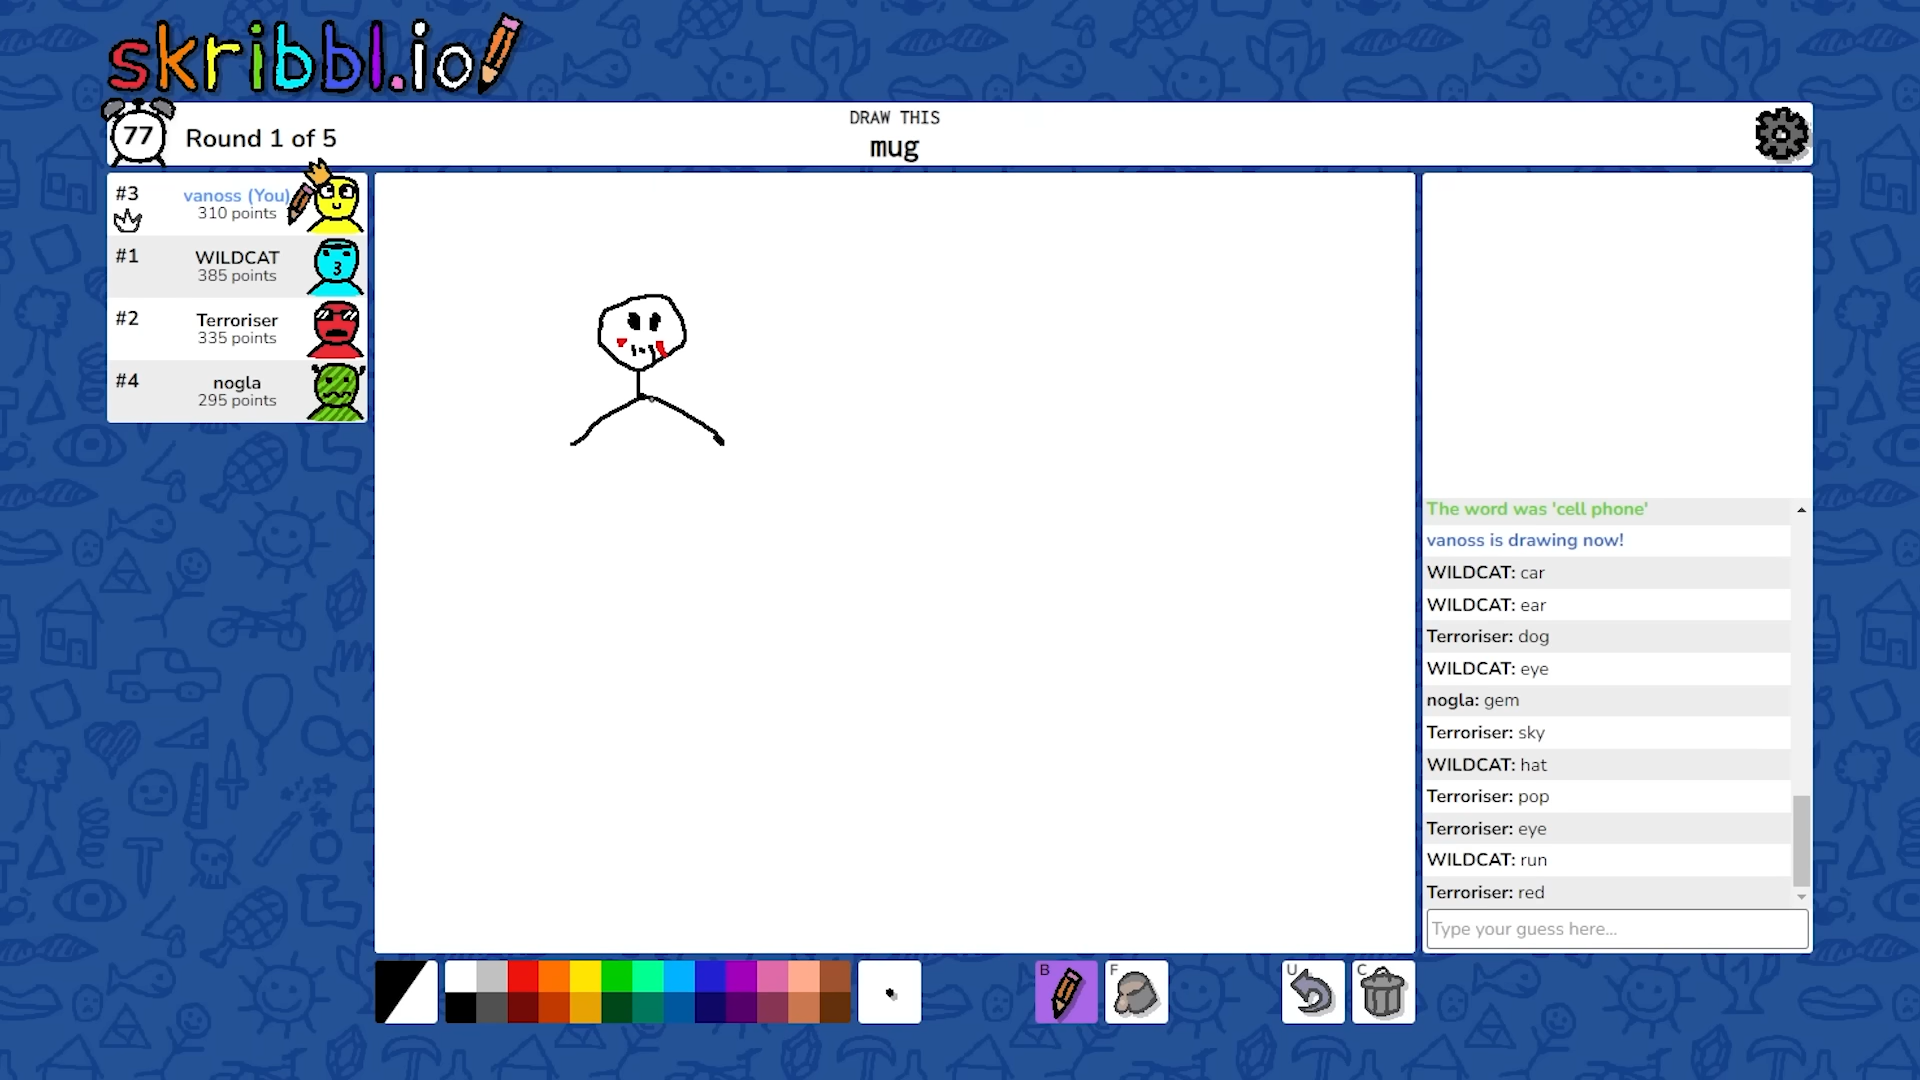 skribbl.io
77
Round 1 of 5
DRAW THIS
mug
#3
vanoss (You)
310 points
#1
WILDCAT
385 points
#2
Terroriser
335 points
#4
nogla
295 points
The word was 'cell phone'
vanoss is drawing now!
WILDCAT: car
WILDCAT: ear
Terroriser: dog
WILDCAT: eye
nogla: gem
Terroriser: sky
WILDCAT: hat
Terroriser: pop
Terroriser: eye
WILDCAT: run
Terroriser: red
Type your guess here...
B
F
U
C